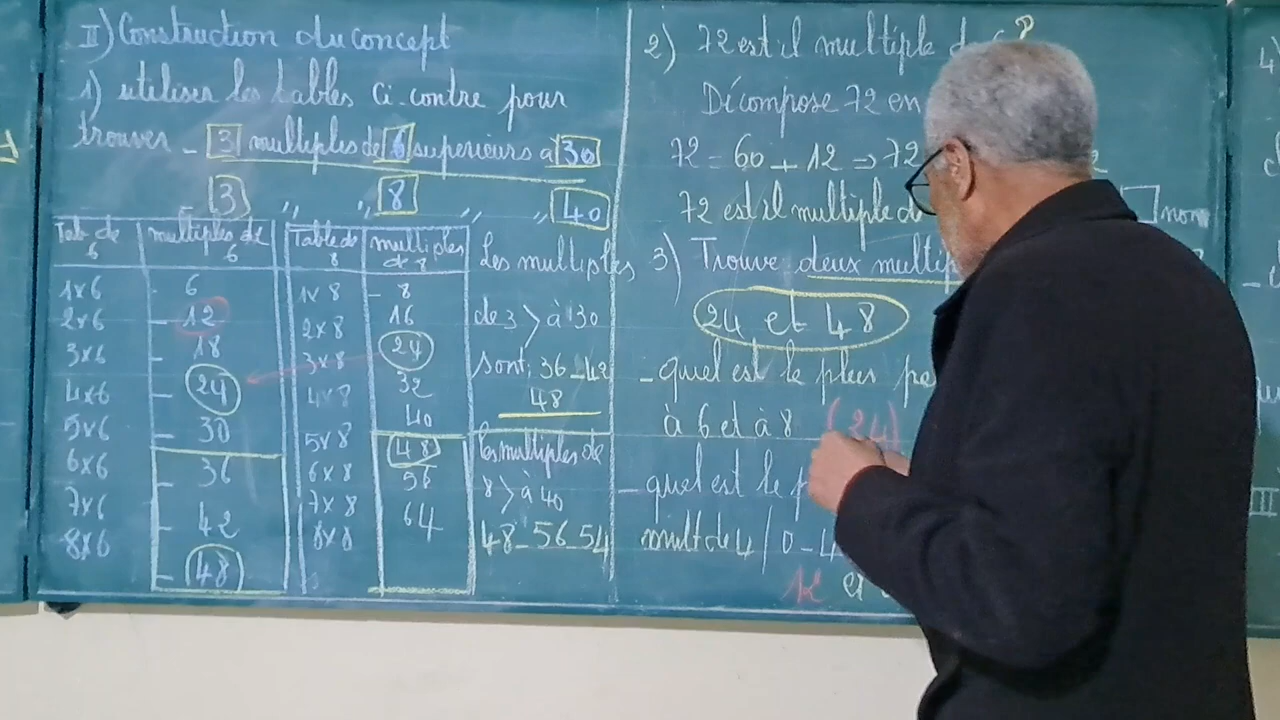 II) Construction du concept
1) utiliser les tables ci-contre pour
trouver - 3 multiples de 6 superieurs à 30
3 " " 8 " " 40
Tab de 6 | multiples de 6 | Table de 8 | multiples de 8
1x6 - 6 | 1x8 - 8
2x6 - 12 | 2x8 16
3x6 - 18 | 3x8 24
4x6 - 24 | 4x8 32
5x6 - 30 | 40
6x6 - 36 | 5x8 48
7x6 - 42 | 6x8 56
8x6 - 48 | 7x8 64
8x8
Les multiples
de 3 > à 30
sont: 36-42
48
les multiples de
8 > à 40
48-56-54
2) 72 est il multiple de 8
Décompose 72 en
72 = 60 + 12 => 72
72 est il multiple de non
3) Trouve deux
24 et 48
- quel est le plus
à 6 et à 8 (24)
- quel est le
mult de 4 / 0-4
et
4)
III